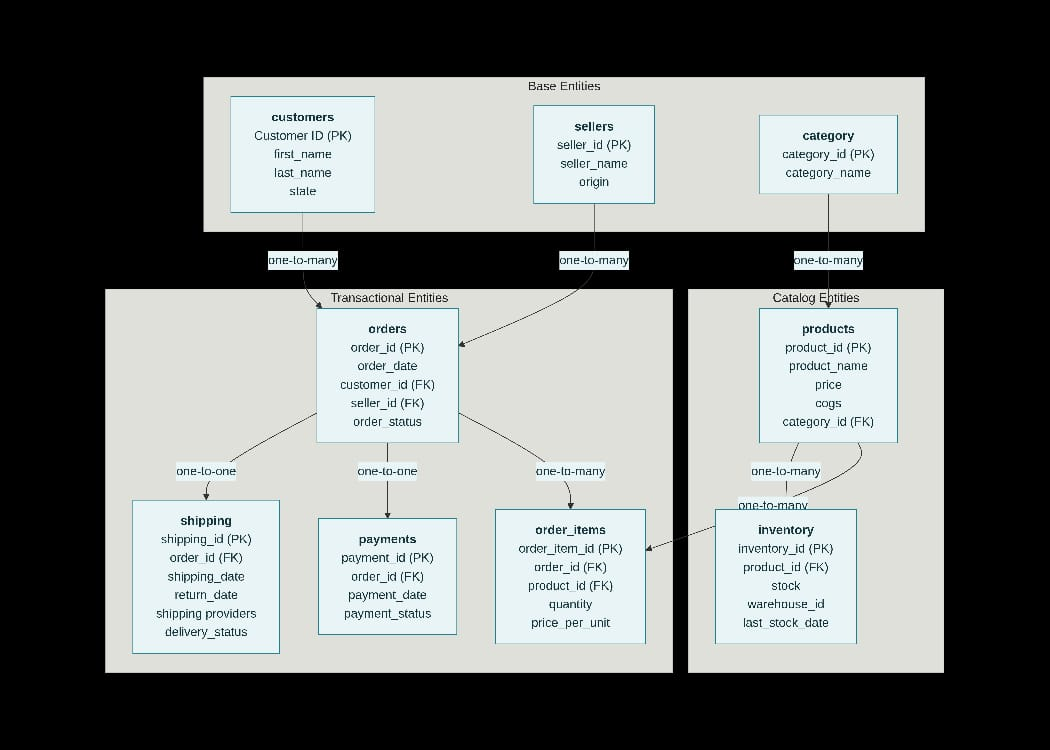 Base Entities
customers
Customer ID (PK)
first_name
last_name
state
sellers
seller_id (PK)
seller_name
origin
category
category_id (PK)
category_name
one-to-many
one-to-many
one-to-many
Transactional Entities
Catalog Entities
orders
order_id (PK)
order_date
customer_id (FK)
seller_id (FK)
order_status
products
product_id (PK)
product_name
price
cogs
category_id (FK)
one-to-one
one-to-one
one-to-many
one-to-many
one-to-many
shipping
shipping_id (PK)
order_id (FK)
shipping_date
return_date
shipping providers
delivery_status
payments
payment_id (PK)
order_id (FK)
payment_date
payment_status
order_items
order_item_id (PK)
order_id (FK)
product_id (FK)
quantity
price_per_unit
inventory
inventory_id (PK)
product_id (FK)
stock
warehouse_id
last_stock_date